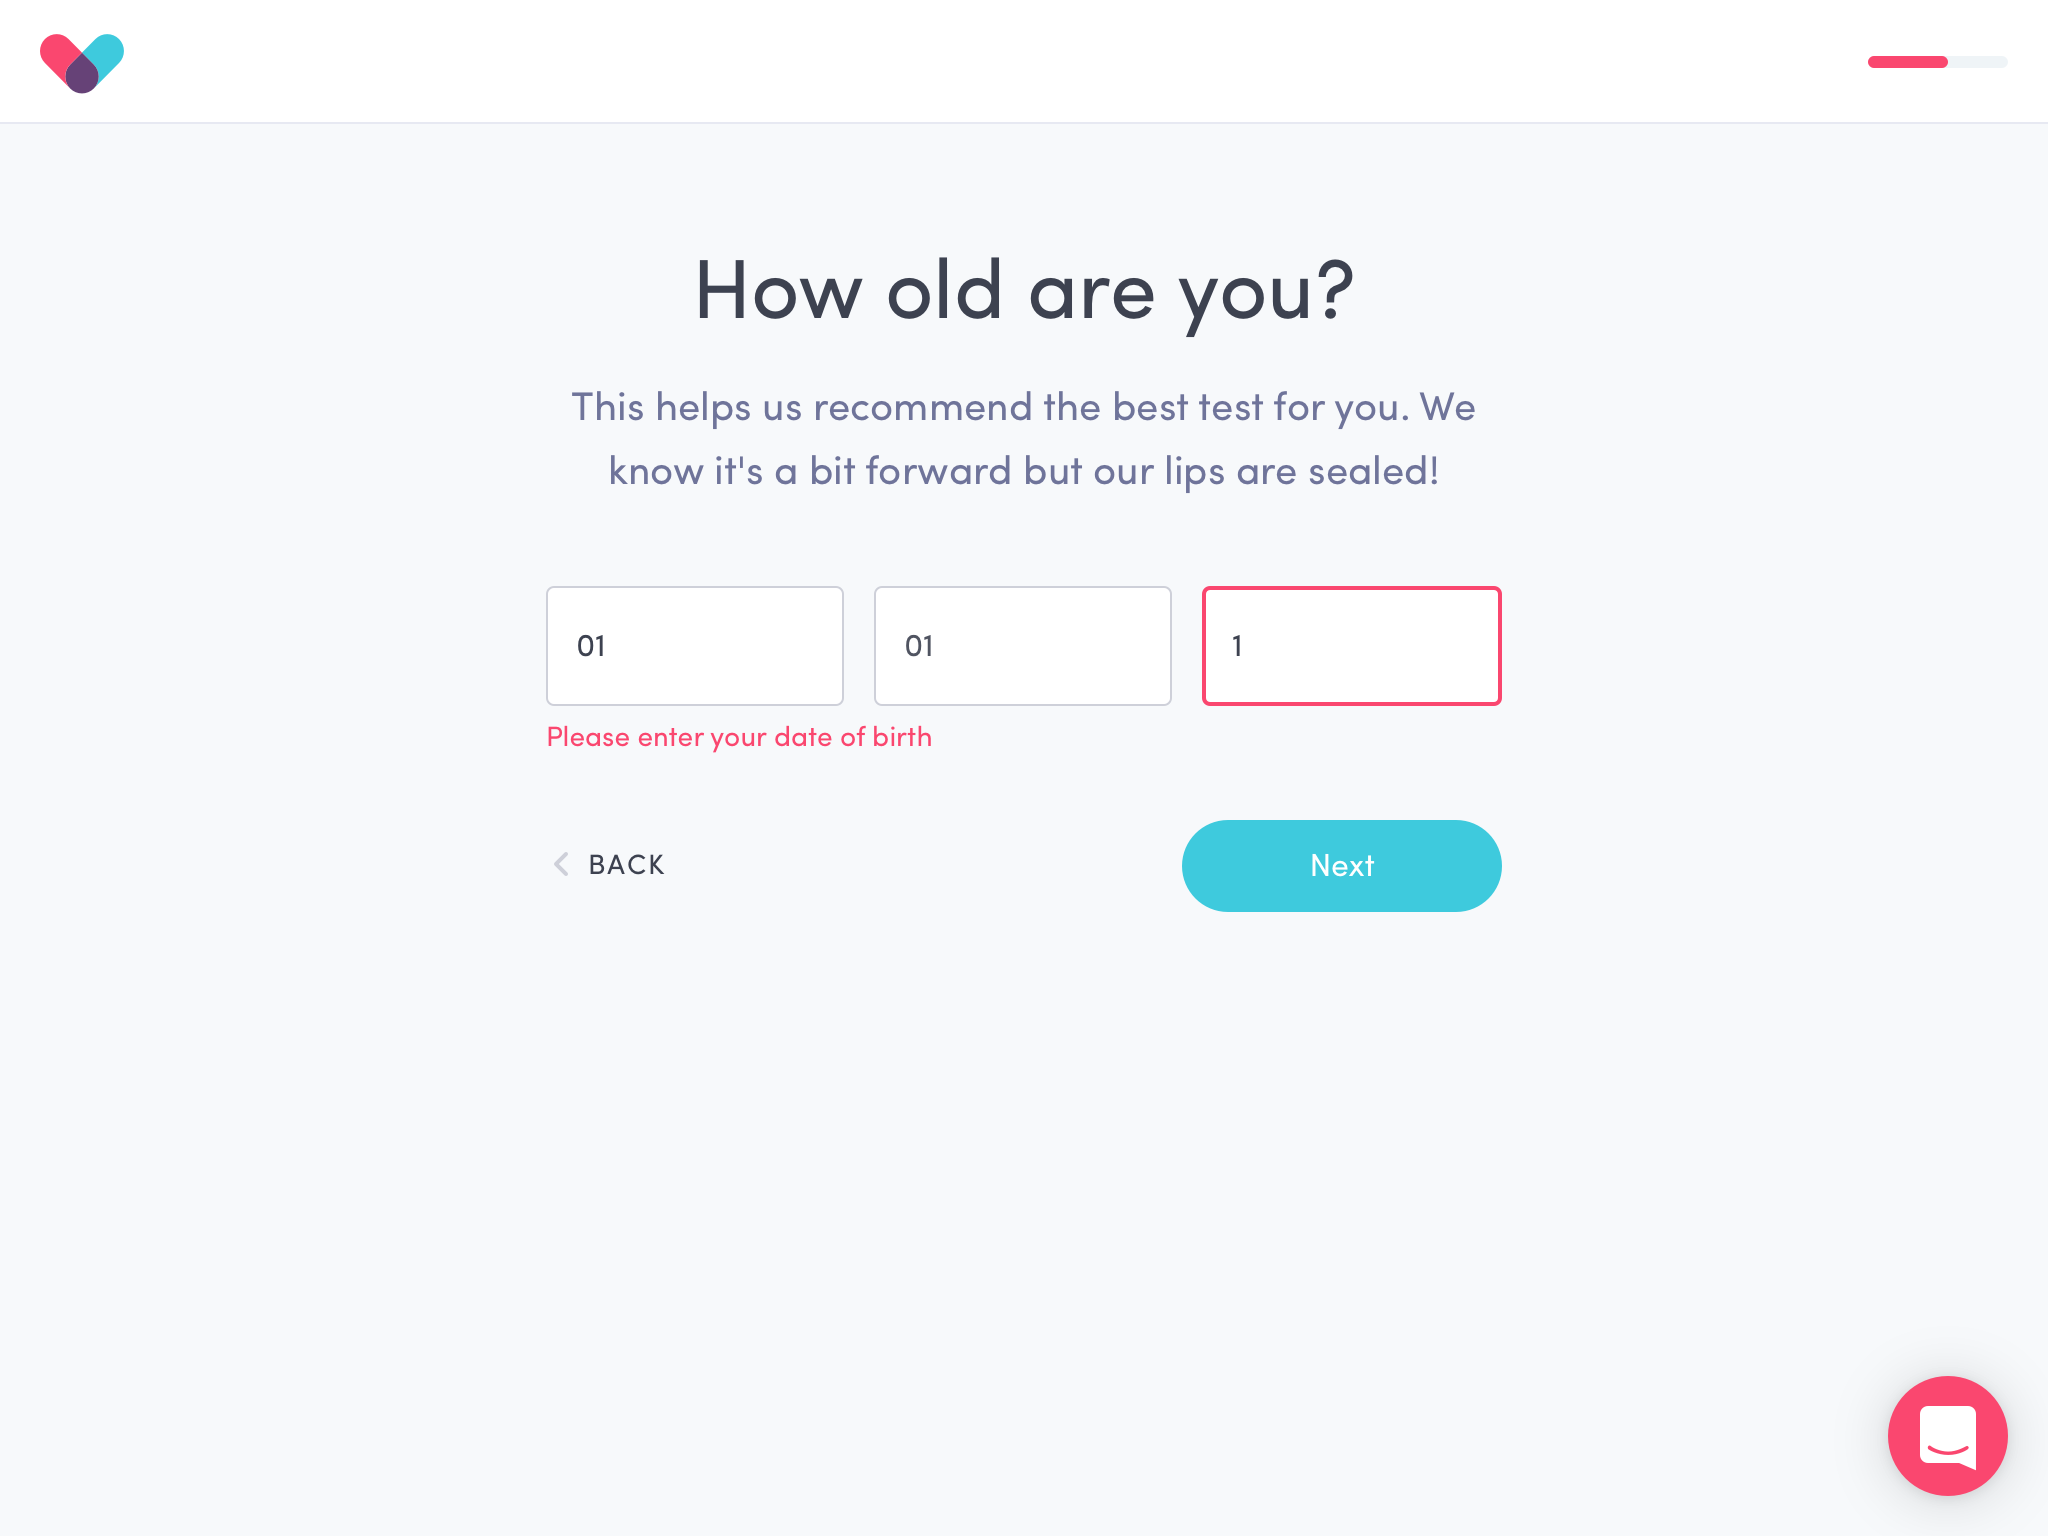 How old are you?
This helps us recommend the best test for you. We
know it's a bit forward but our lips are sealed!
01
01
1
Please enter your date of birth
BACK
Next